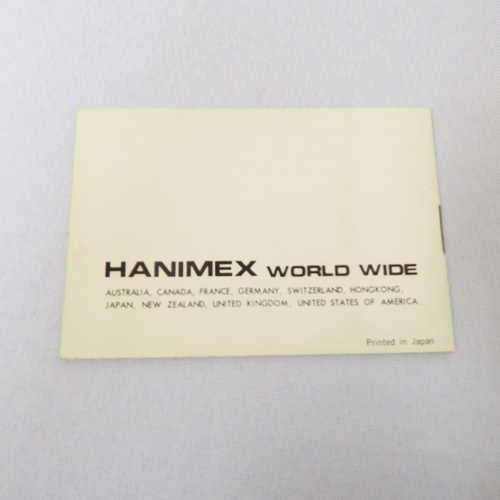 HANIMEX WORLD WIDE
AUSTRALIA, CANADA, FRANCE, GERMANY, SWITZERLAND, HONGKONG,
JAPAN, NEW ZEALAND, UNITED KINGDOM, UNITED STATES OF AMERICA.
Printed in Japan